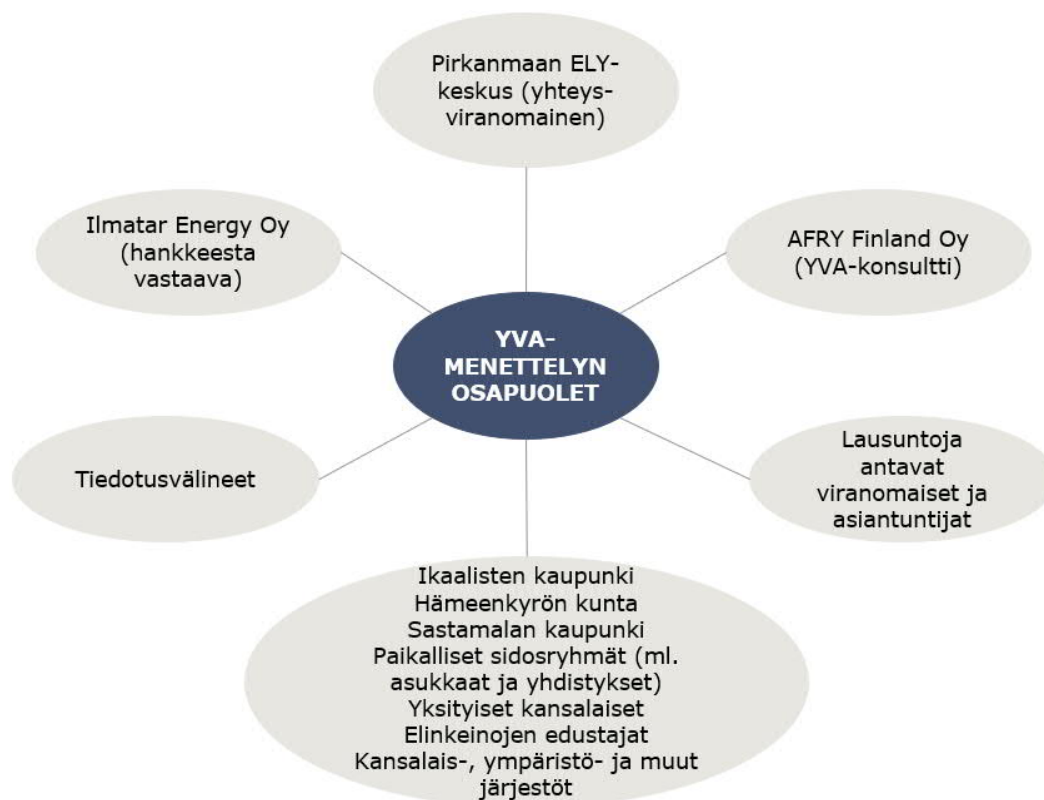 Pirkanmaan ELY-
keskus (yhteys-
viranomainen)
Ilmatar Energy Oy
(hankkeesta
vastaava)
AFRY Finland Oy
(YVA-konsultti)
YVA-
MENETTELYN
OSAPUOLET
Tiedotusvälineet
Lausuntoja
antavat
viranomaiset ja
asiantuntijat
Ikaalisten kaupunki
Hämeenkyrön kunta
Sastamalan kaupunki
Paikalliset sidosryhmät (ml.
asukkaat ja yhdistykset)
Yksityiset kansalaiset
Elinkeinojen edustajat
Kansalais-, ympäristö- ja muut
järjestöt